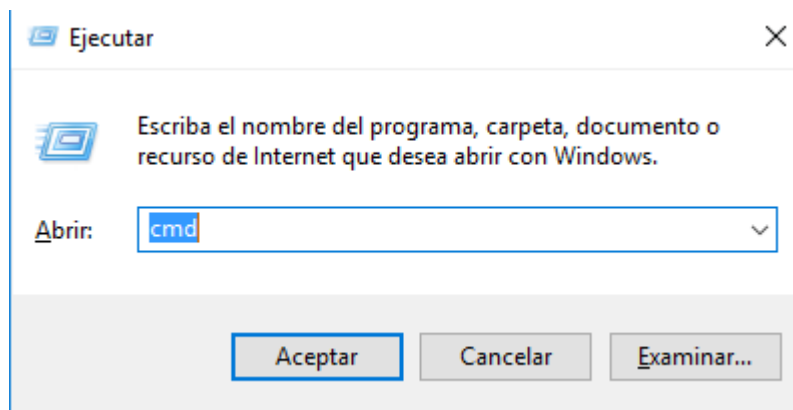 Ejecutar
Escriba el nombre del programa, carpeta, documento o
recurso de Internet que desea abrir con Windows.
Abrir:
cmd
Aceptar
Cancelar
Examinar...